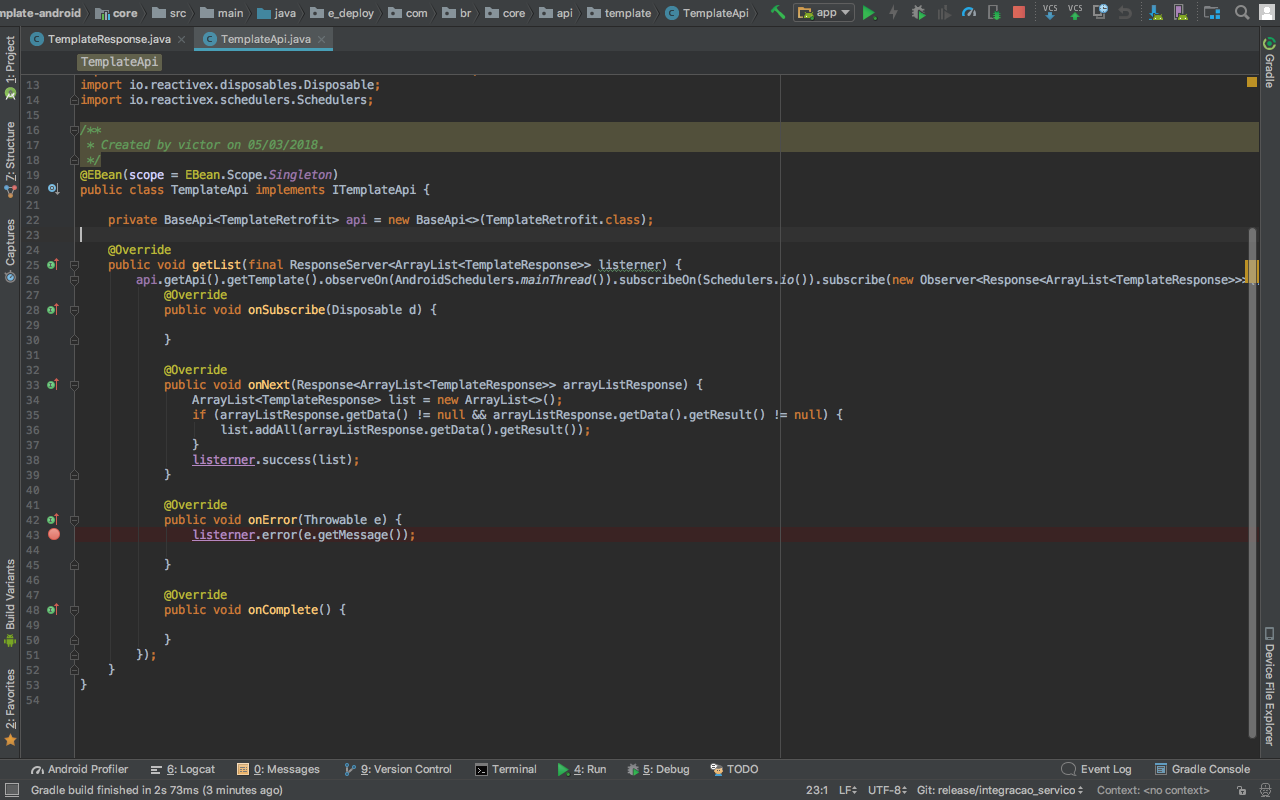 mplate-android core src main java e_deploy com br core api template TemplateApi app VCS VCS
TemplateResponse.java TemplateApi.java
TemplateApi
1: Project
7: Structure
Captures
Build Variants
2: Favorites
Gradle
Device File Explorer
13 import io.reactivex.disposables.Disposable;
14 import io.reactivex.schedulers.Schedulers;
15
16 /**
17 * Created by victor on 05/03/2018.
18 */
19 @EBean(scope = EBean.Scope.Singleton)
20 public class TemplateApi implements ITemplateApi {
21
22 private BaseApi<TemplateRetrofit> api = new BaseApi<>(TemplateRetrofit.class);
23
24 @Override
25 public void getList(final ResponseServer<ArrayList<TemplateResponse>> listerner) {
26 api.getApi().getTemplate().observeOn(AndroidSchedulers.mainThread()).subscribeOn(Schedulers.io()).subscribe(new Observer<Response<ArrayList<TemplateResponse>>>
27 @Override
28 public void onSubscribe(Disposable d) {
29
30 }
31
32 @Override
33 public void onNext(Response<ArrayList<TemplateResponse>> arrayListResponse) {
34 ArrayList<TemplateResponse> list = new ArrayList<>();
35 if (arrayListResponse.getData() != null && arrayListResponse.getData().getResult() != null) {
36 list.addAll(arrayListResponse.getData().getResult());
37 }
38 listerner.success(list);
39 }
40
41 @Override
42 public void onError(Throwable e) {
43 listerner.error(e.getMessage());
44
45 }
46
47 @Override
48 public void onComplete() {
49
50 }
51 });
52 }
53 }
54
Android Profiler 6: Logcat 0: Messages 9: Version Control Terminal 4: Run 5: Debug TODO Event Log Gradle Console
Gradle build finished in 2s 73ms (3 minutes ago) 23:1 LF UTF-8 Git: release/integracao_servico Context: <no context>